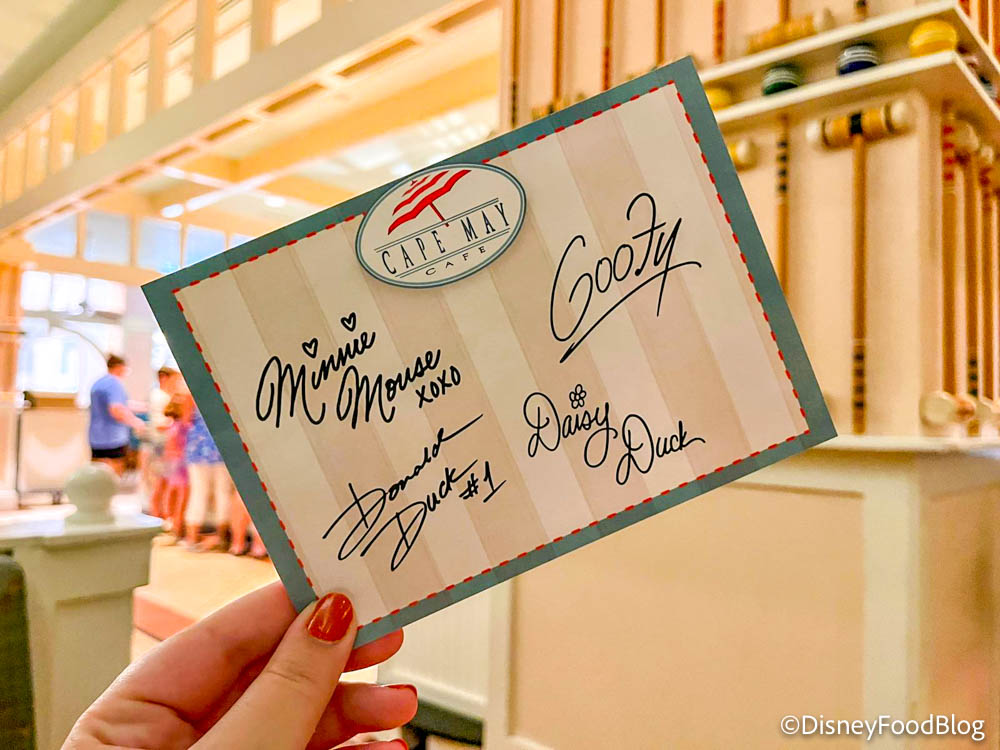 CAPE MAY
CAFE
Minnie
Mouse
xoxo
Goofy
Donald
Duck #1
Daisy
Duck
©DisneyFoodBlog